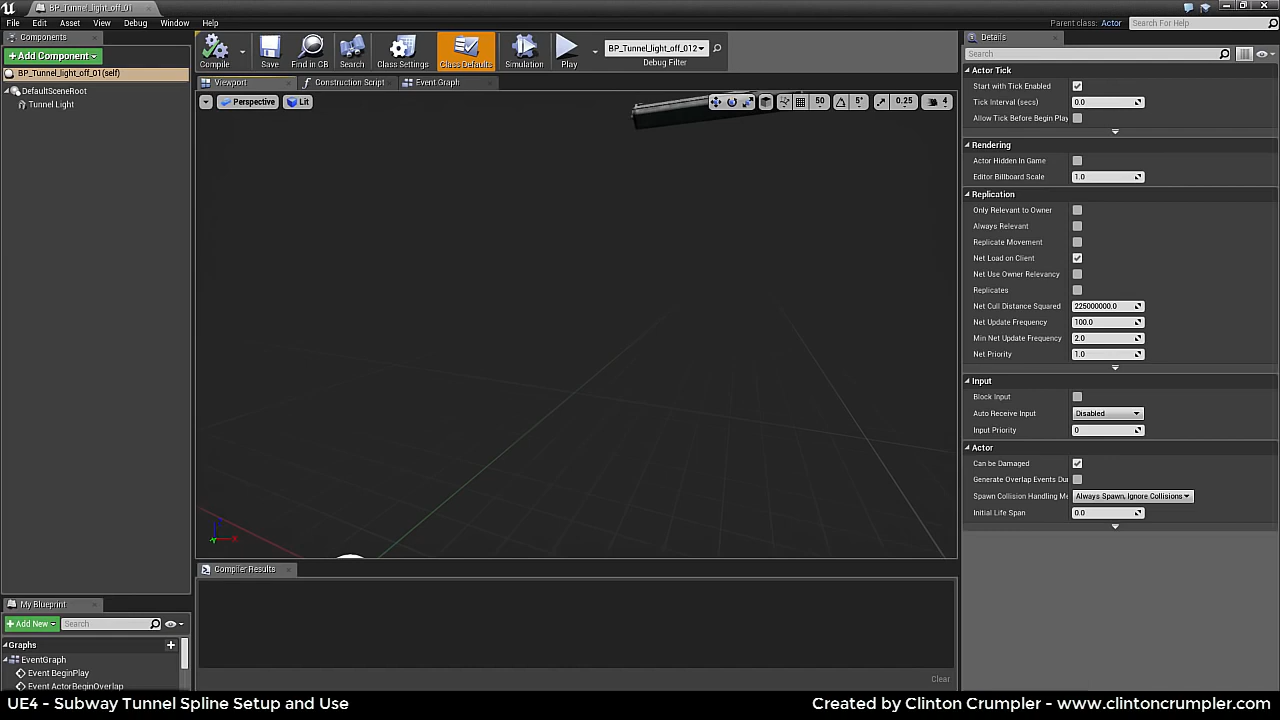 BP_Tunnel_light_off_01
File Edit Asset View Debug Window Help
Parent class: Actor
Search For Help
Components
+Add Component
BP_Tunnel_light_off_01(self)
DefaultSceneRoot
Tunnel Light
Compile
Save
Find in CB
Search
Class Settings
Class Defaults
Simulation
Play
BP_Tunnel_light_off_012
Debug Filter
Viewport
Construction Script
Event Graph
Perspective
Lit
50
5°
0.25
4
Details
Search
Actor Tick
Start with Tick Enabled
Tick Interval (secs) 0.0
Allow Tick Before Begin Play
Rendering
Actor Hidden In Game
Editor Billboard Scale 1.0
Replication
Only Relevant to Owner
Always Relevant
Replicate Movement
Net Load on Client
Net Use Owner Relevancy
Replicates
Net Cull Distance Squared 225000000.0
Net Update Frequency 100.0
Min Net Update Frequency 2.0
Net Priority 1.0
Input
Block Input
Auto Receive Input Disabled
Input Priority 0
Actor
Can be Damaged
Generate Overlap Events Du
Spawn Collision Handling Me Always Spawn, Ignore Collisions
Initial Life Span 0.0
Compiler Results
Clear
My Blueprint
+Add New
Search
Graphs
EventGraph
Event BeginPlay
Event ActorBeginOverlap
UE4 - Subway Tunnel Spline Setup and Use
Created by Clinton Crumpler - www.clintoncrumpler.com